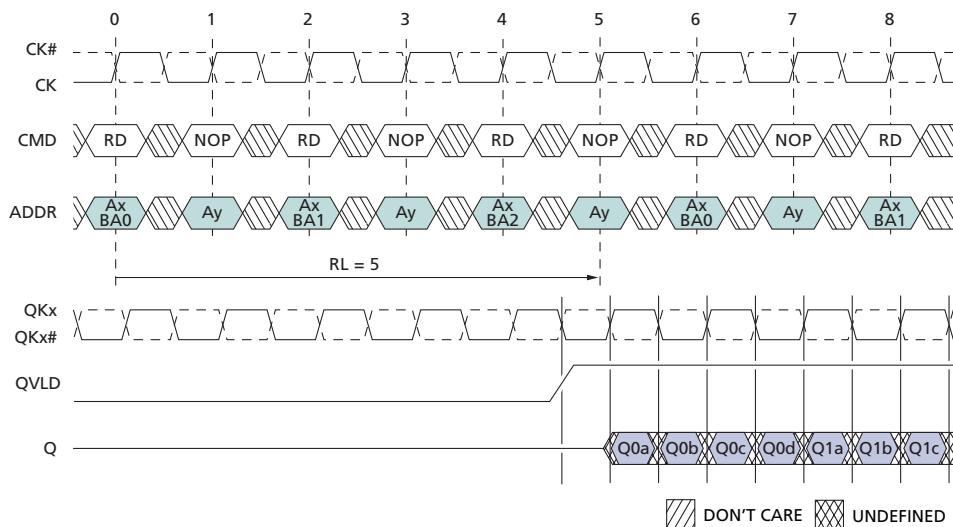 0 1 2 3 4 5 6 7 8
CK#
CK
CMD RD NOP RD NOP RD NOP RD NOP RD
ADDR Ax BA0 Ay Ax BA1 Ay Ax BA2 Ay Ax BA0 Ay Ax BA1
RL = 5
QKx
QKx#
QVLD
Q Q0a Q0b Q0c Q0d Q1a Q1b Q1c
DON'T CARE UNDEFINED